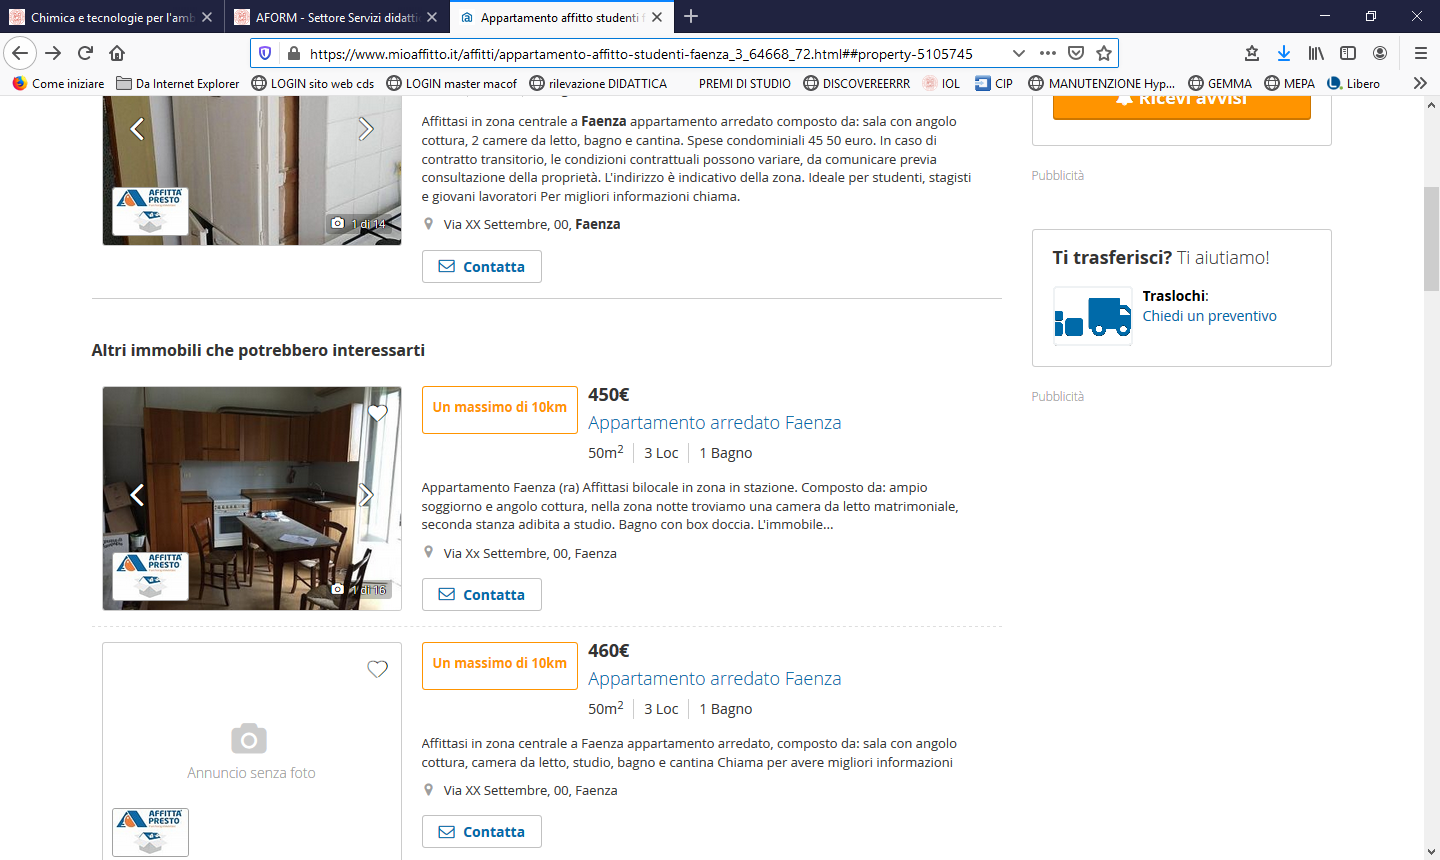 Chimica e tecnologie per l'amb
AFORM - Settore Servizi didatti
Appartamento affitto studenti f
https://www.mioaffitto.it/affitti/appartamento-affitto-studenti-faenza_3_64668_72.html##property-5105745
Come iniziare
Da Internet Explorer
LOGIN sito web cds
LOGIN master macof
rilevazione DIDATTICA
PREMI DI STUDIO
DISCOVEREERRR
IOL
CIP
MANUTENZIONE Hyp...
GEMMA
MEPA
Libero
Ricevi avvisi
Affittasi in zona centrale a Faenza appartamento arredato composto da: sala con angolo
cottura, 2 camere da letto, bagno e cantina. Spese condominiali 45 50 euro. In caso di
contratto transitorio, le condizioni contrattuali possono variare, da comunicare previa
consultazione della proprietà. L'indirizzo è indicativo della zona. Ideale per studenti, stagisti
e giovani lavoratori Per migliori informazioni chiama.
AFFITTA
PRESTO
1 di 14
Via XX Settembre, 00, Faenza
Contatta
Pubblicità
Ti trasferisci? Ti aiutiamo!
Traslochi:
Chiedi un preventivo
Pubblicità
Altri immobili che potrebbero interessarti
Un massimo di 10km
450€
Appartamento arredato Faenza
50m2
3 Loc
1 Bagno
Appartamento Faenza (ra) Affittasi bilocale in zona in stazione. Composto da: ampio
soggiorno e angolo cottura, nella zona notte troviamo una camera da letto matrimoniale,
seconda stanza adibita a studio. Bagno con box doccia. L'immobile...
AFFITTA
PRESTO
1 di 16
Via Xx Settembre, 00, Faenza
Contatta
Un massimo di 10km
460€
Appartamento arredato Faenza
50m2
3 Loc
1 Bagno
Annuncio senza foto
Affittasi in zona centrale a Faenza appartamento arredato, composto da: sala con angolo
cottura, camera da letto, studio, bagno e cantina Chiama per avere migliori informazioni
Via XX Settembre, 00, Faenza
AFFITTA
PRESTO
Contatta